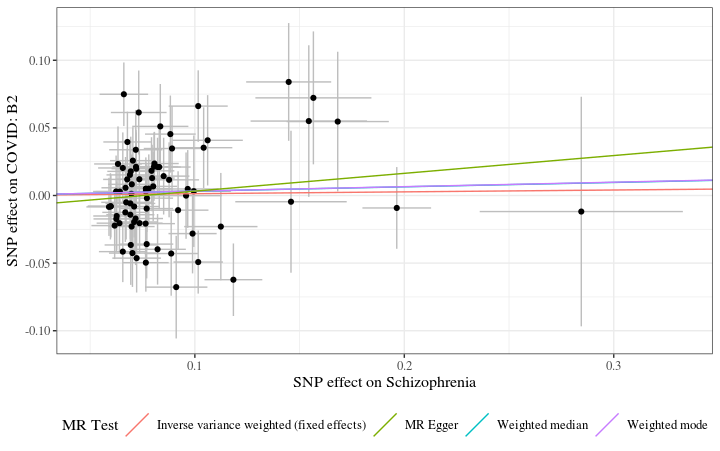 SNP effect on COVID: B2
0.10
0.05
0.00
-0.05
-0.10
0.1 0.2 0.3
SNP effect on Schizophrenia
MR Test Inverse variance weighted (fixed effects) MR Egger Weighted median Weighted mode